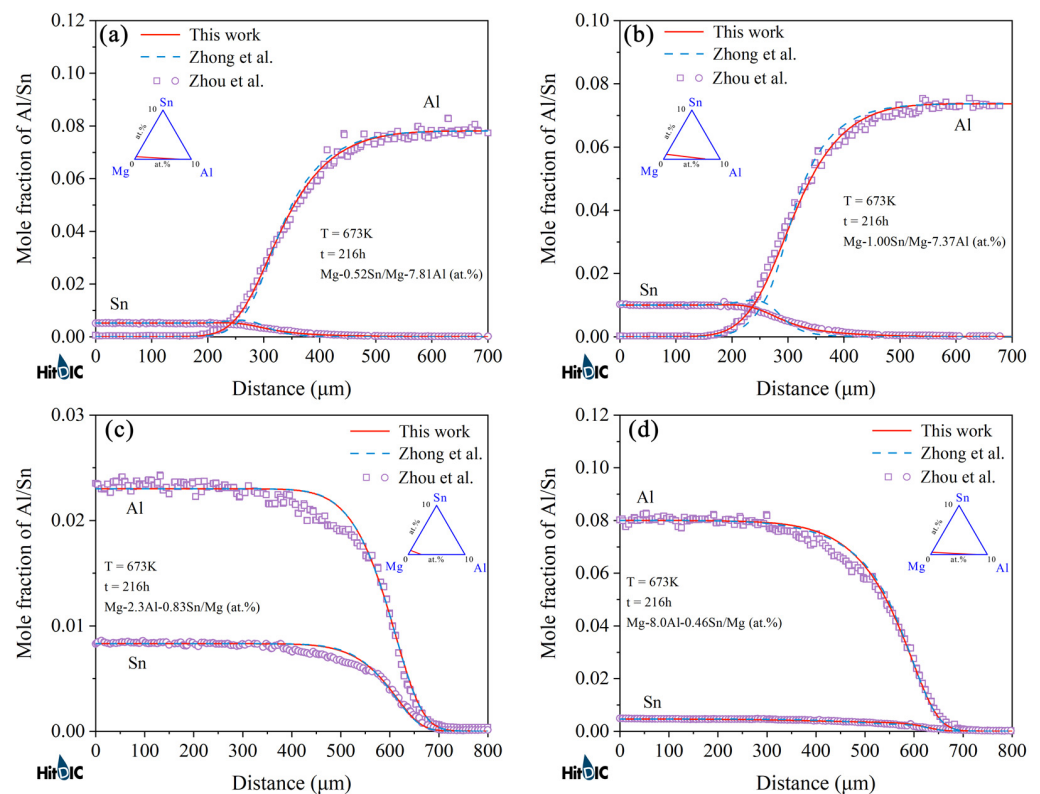 (a)
This work
Zhong et al.
Zhou et al.
Sn
10
at.%
Mg
at.%
10
Al
Al
T = 673K
t = 216h
Mg-0.52Sn/Mg-7.81Al (at.%)
Sn
Mole fraction of Al/Sn
0.12
0.10
0.08
0.06
0.04
0.02
0.00
0 100 200 300 400 500 600 700
Distance (μm)
HitDIC
(b)
This work
Zhong et al.
Zhou et al.
Sn
10
at.%
Mg
at.%
10
Al
Al
T = 673K
t = 216h
Mg-1.00Sn/Mg-7.37Al (at.%)
Sn
Mole fraction of Al/Sn
0.10
0.08
0.06
0.04
0.02
0.00
0 100 200 300 400 500 600 700
Distance (μm)
HitDIC
(c)
This work
Zhong et al.
Zhou et al.
Sn
10
at.%
Mg
at.%
10
Al
Al
T = 673K
t = 216h
Mg-2.3Al-0.83Sn/Mg (at.%)
Sn
Mole fraction of Al/Sn
0.03
0.02
0.01
0.00
0 100 200 300 400 500 600 700 800
Distance (μm)
HitDIC
(d)
This work
Zhong et al.
Zhou et al.
Sn
10
at.%
Mg
at.%
10
Al
Al
T = 673K
t = 216h
Mg-8.0Al-0.46Sn/Mg (at.%)
Sn
Mole fraction of Al/Sn
0.12
0.10
0.08
0.06
0.04
0.02
0.00
0 100 200 300 400 500 600 700 800
Distance (μm)
HitDIC